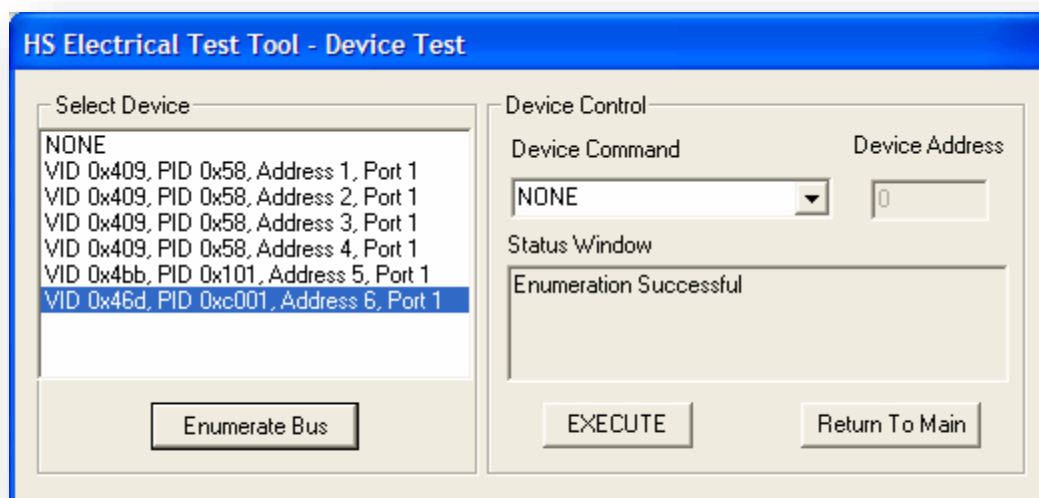 HS Electrical Test Tool - Device Test
Select Device
NONE
VID 0x409, PID 0x58, Address 1, Port 1
VID 0x409, PID 0x58, Address 2, Port 1
VID 0x409, PID 0x58, Address 3, Port 1
VID 0x409, PID 0x58, Address 4, Port 1
VID 0x4bb, PID 0x101, Address 5, Port 1
VID 0x46d, PID 0xc001, Address 6, Port 1
Enumerate Bus
Device Control
Device Command
Device Address
NONE
0
Status Window
Enumeration Successful
EXECUTE
Return To Main